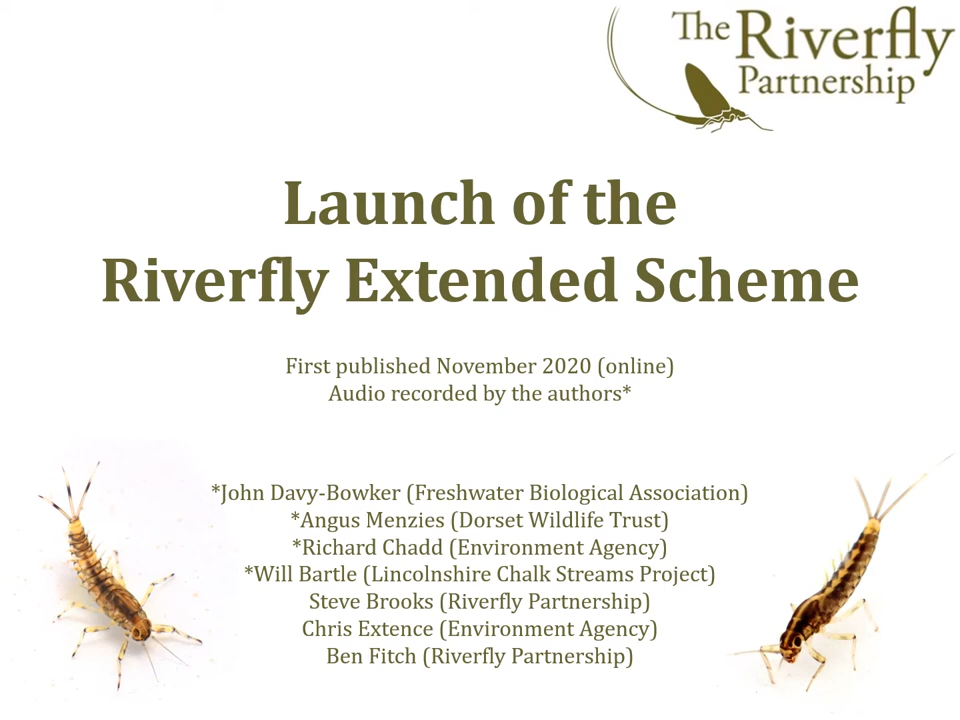 The Riverfly
Partnership
Launch of the
Riverfly Extended Scheme
First published November 2020 (online)
Audio recorded by the authors*
*John Davy-Bowker (Freshwater Biological Association)
*Angus Menzies (Dorset Wildlife Trust)
*Richard Chadd (Environment Agency)
*Will Bartle (Lincolnshire Chalk Streams Project)
Steve Brooks (Riverfly Partnership)
Chris Extence (Environment Agency)
Ben Fitch (Riverfly Partnership)